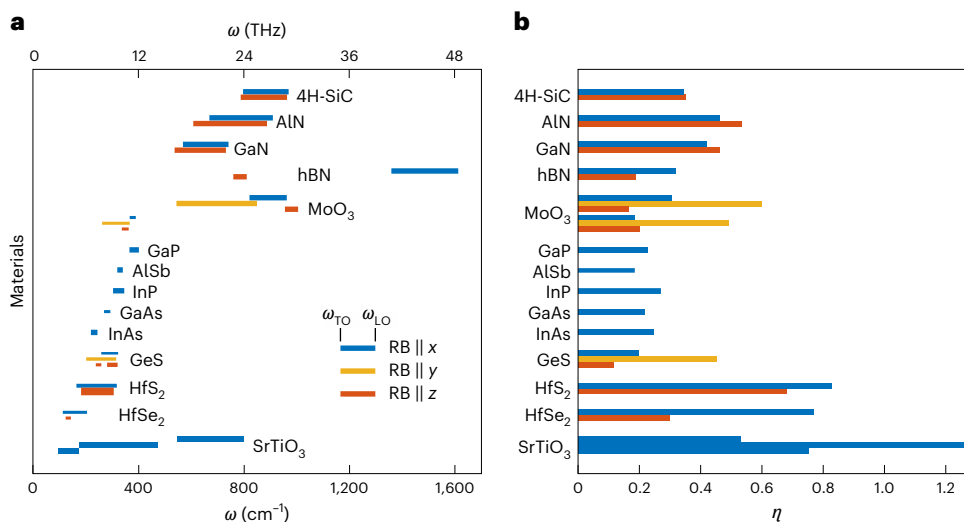 a
ω (THz)
0 12 24 36 48
Materials
4H-SiC
AlN
GaN
hBN
MoO₃
GaP
AlSb
InP
GaAs
InAs
GeS
HfS₂
HfSe₂
SrTiO₃
ω_TO ω_LO
RB || x
RB || y
RB || z
0 400 800 1,200 1,600
ω (cm⁻¹)
b
4H-SiC
AlN
GaN
hBN
MoO₃
GaP
AlSb
InP
GaAs
InAs
GeS
HfS₂
HfSe₂
SrTiO₃
0 0.2 0.4 0.6 0.8 1.0 1.2
η